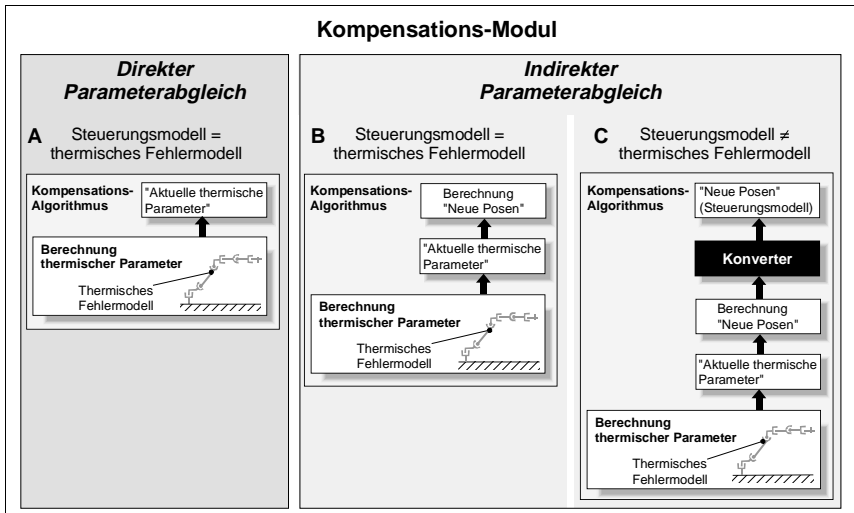 Kompensations-Modul
Direkter
Parameterabgleich
A Steuerungsmodell =
thermisches Fehlermodell
Kompensations-
Algorithmus
"Aktuelle thermische
Parameter"
Berechnung
thermischer Parameter
Thermisches
Fehlermodell
Indirekter
Parameterabgleich
B Steuerungsmodell =
thermisches Fehlermodell
Kompensations-
Algorithmus
Berechnung
"Neue Posen"
"Aktuelle thermische
Parameter"
Berechnung
thermischer Parameter
Thermisches
Fehlermodell
C Steuerungsmodell ≠
thermisches Fehlermodell
Kompensations-
Algorithmus
"Neue Posen"
(Steuerungsmodell)
Konverter
Berechnung
"Neue Posen"
"Aktuelle thermische
Parameter"
Berechnung
thermischer Parameter
Thermisches
Fehlermodell